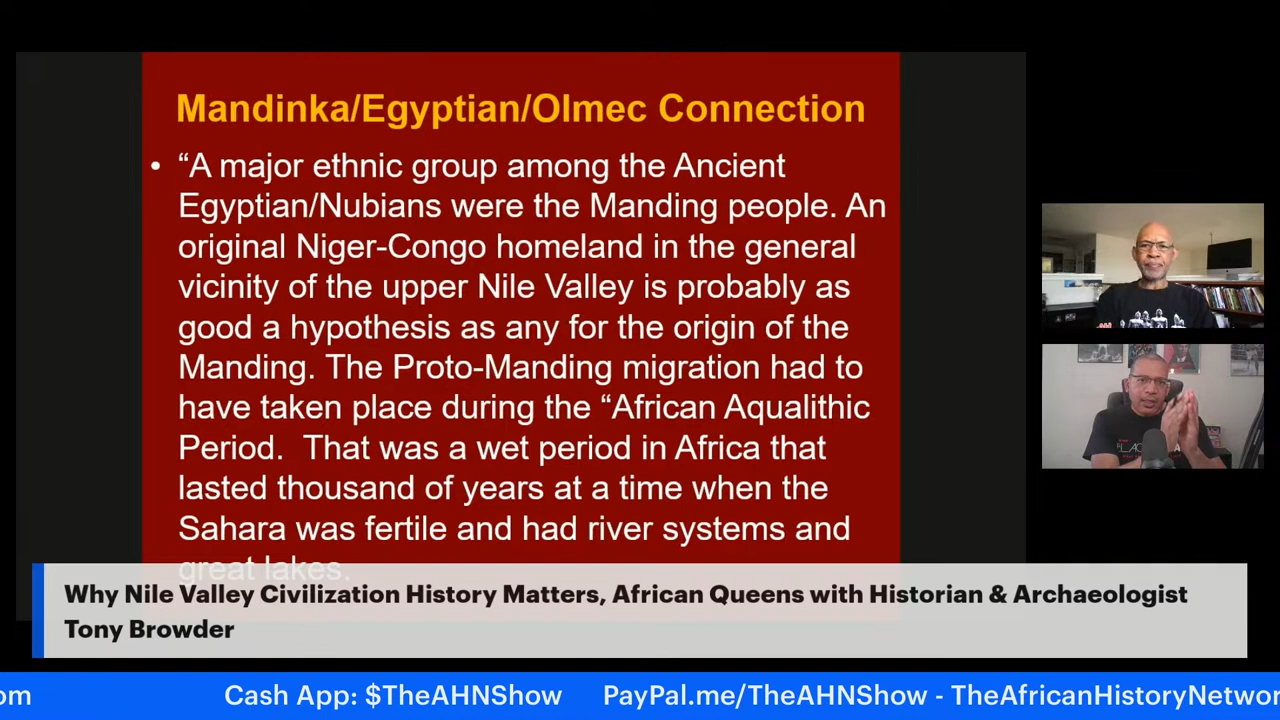 Mandinka/Egyptian/Olmec Connection
• “A major ethnic group among the Ancient
Egyptian/Nubians were the Manding people. An
original Niger-Congo homeland in the general
vicinity of the upper Nile Valley is probably as
good a hypothesis as any for the origin of the
Manding. The Proto-Manding migration had to
have taken place during the “African Aqualithic
Period.  That was a wet period in Africa that
lasted thousand of years at a time when the
Sahara was fertile and had river systems and
great lakes.
Why Nile Valley Civilization History Matters, African Queens with Historian & Archaeologist
Tony Browder
om Cash App: $TheAHNShow PayPal.me/TheAHNShow - TheAfricanHistoryNetwor